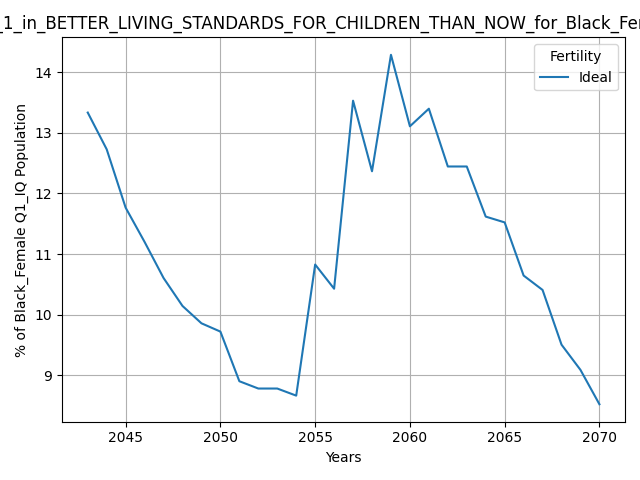 _1_in_BETTER_LIVING_STANDARDS_FOR_CHILDREN_THAN_NOW_for_Black_Fe
Fertility
Ideal
% of Black_Female Q1_IQ Population
14
13
12
11
10
9
2045 2050 2055 2060 2065 2070
Years